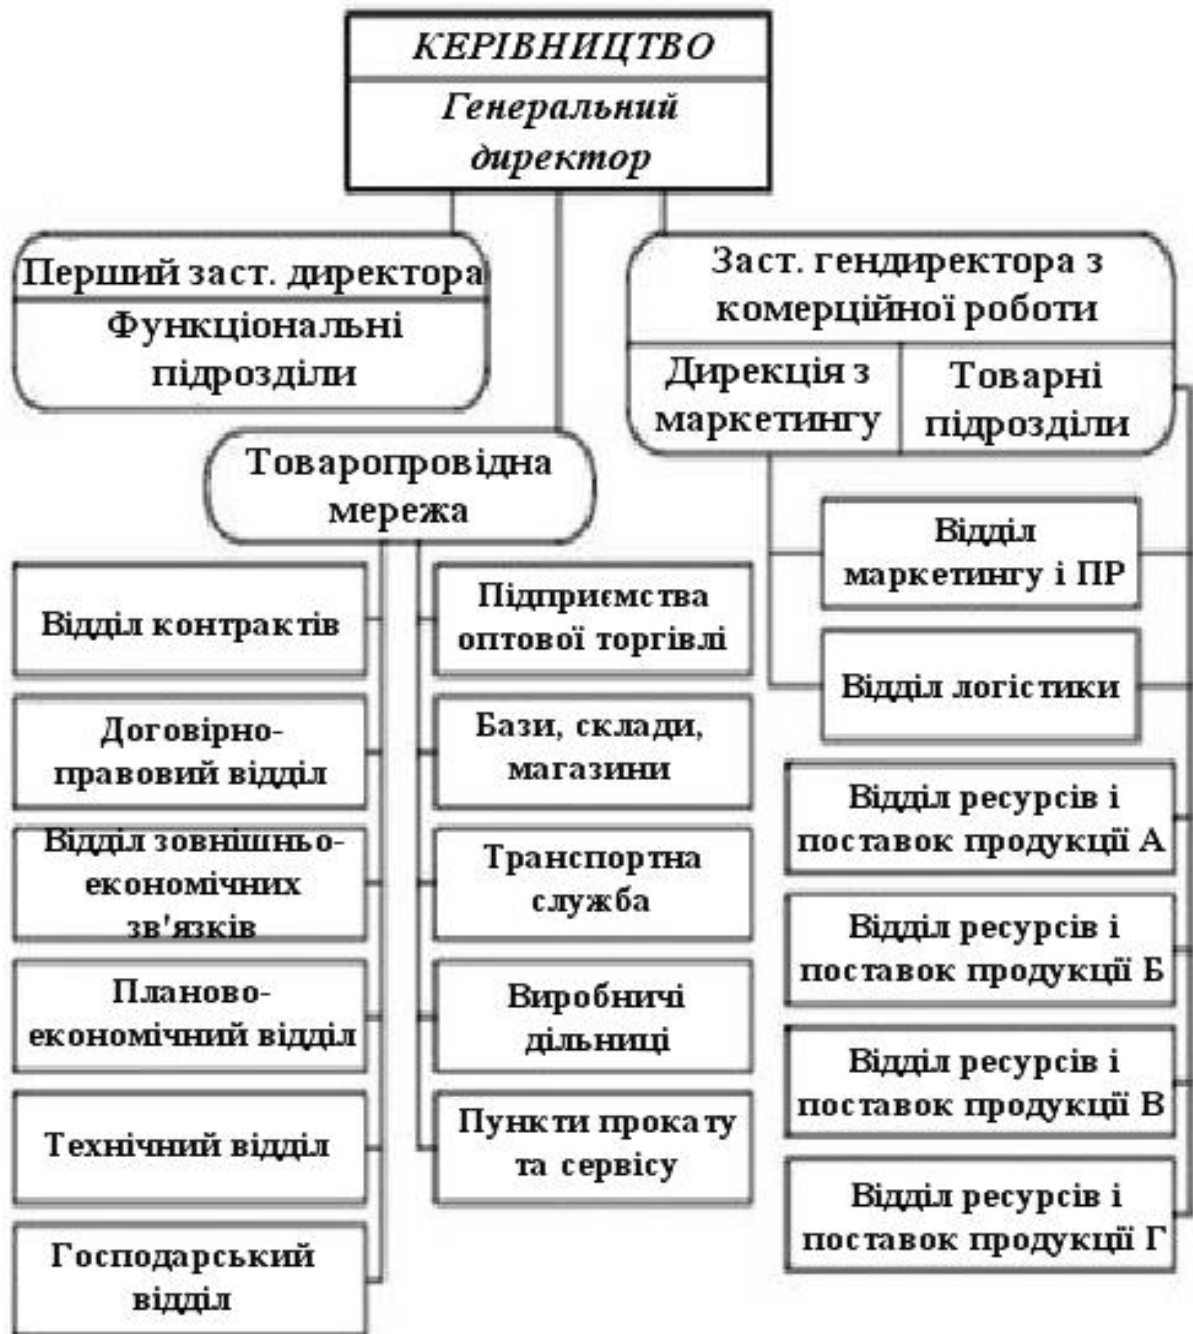 КЕРІВНИЦТВО
Генеральний
директор
Перший заст. директора
Функціональні
підрозділи
Заст. гендиректора з
комерційної роботи
Дирекція з
маркетингу
Товарні
підрозділи
Товаропровідна
мережа
Відділ контрактів
Договірно-
правовий відділ
Відділ зовнішньо-
економічних
зв'язків
Планово-
економічний відділ
Технічний відділ
Господарський
відділ
Підприємства
оптової торгівлі
Бази, склади,
магазини
Транспортна
служба
Виробничі
дільниці
Пункти прокату
та сервісу
Відділ
маркетингу і ПР
Відділ логістики
Відділ ресурсів і
поставок продукції А
Відділ ресурсів і
поставок продукції Б
Відділ ресурсів і
поставок продукції В
Відділ ресурсів і
поставок продукції Г